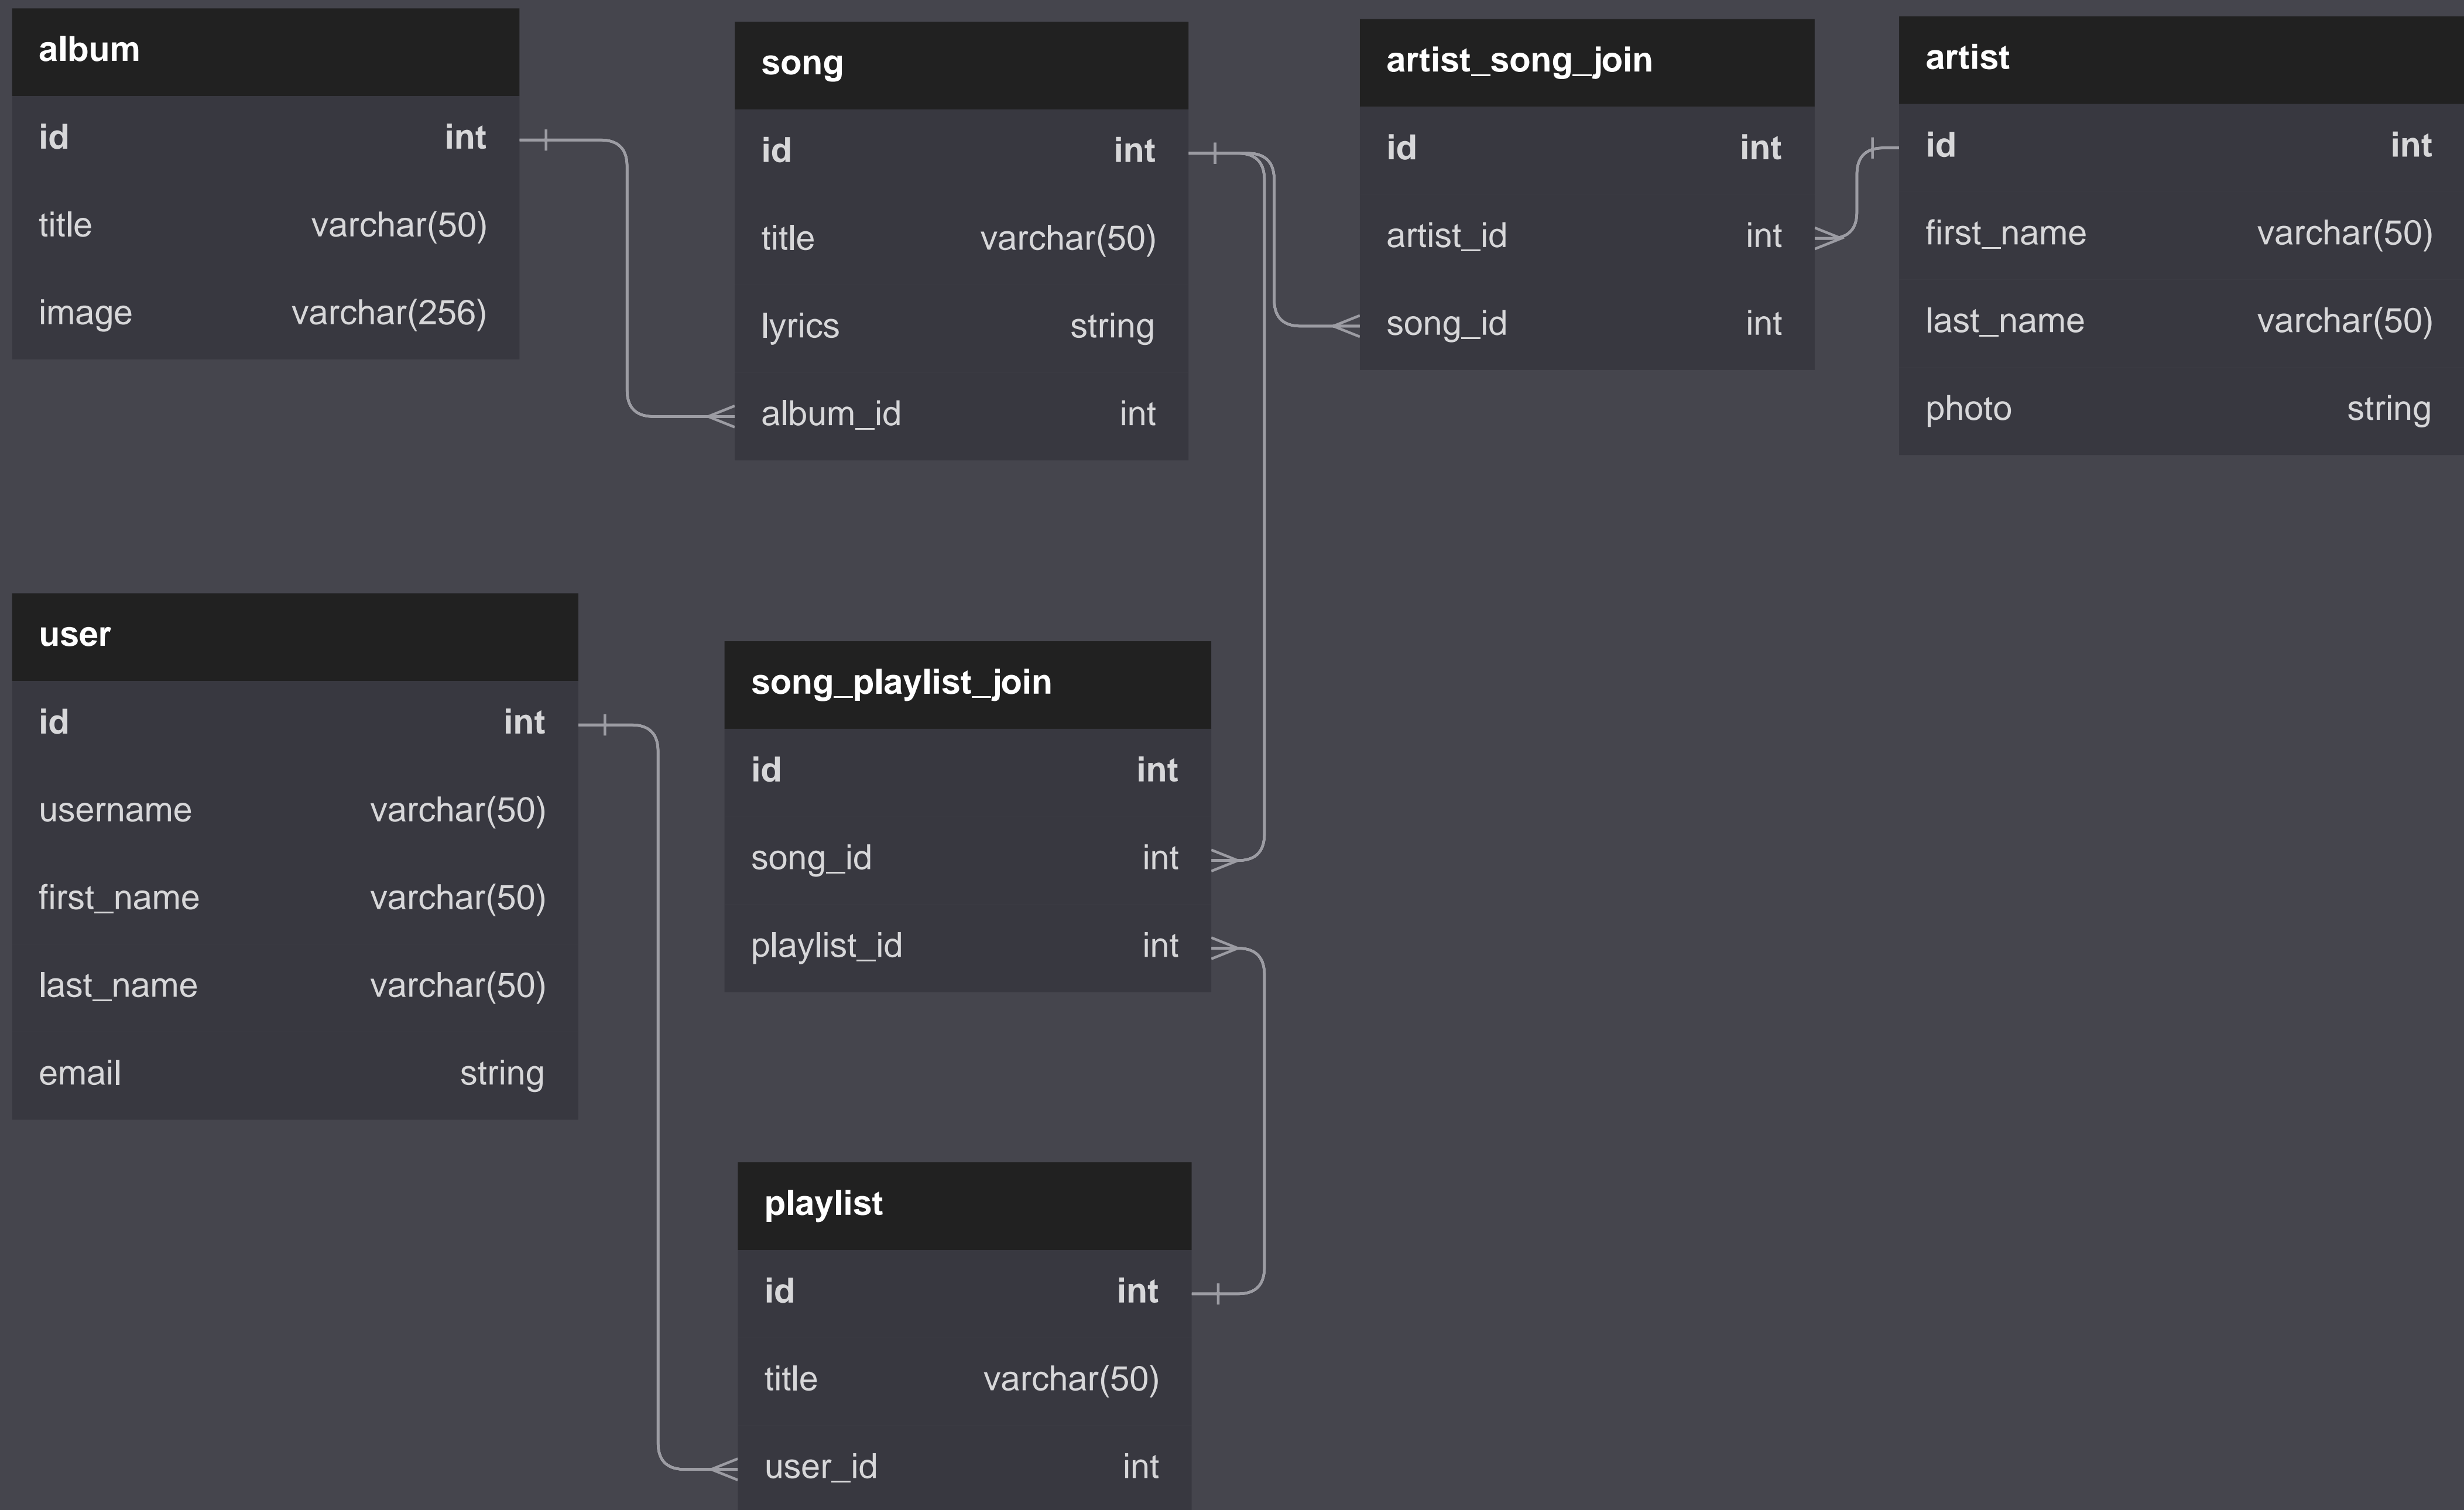 album
id int
title varchar(50)
image varchar(256)
song
id int
title varchar(50)
lyrics string
album_id int
artist_song_join
id int
artist_id int
song_id int
artist
id int
first_name varchar(50)
last_name varchar(50)
photo string
user
id int
username varchar(50)
first_name varchar(50)
last_name varchar(50)
email string
song_playlist_join
id int
song_id int
playlist_id int
playlist
id int
title varchar(50)
user_id int